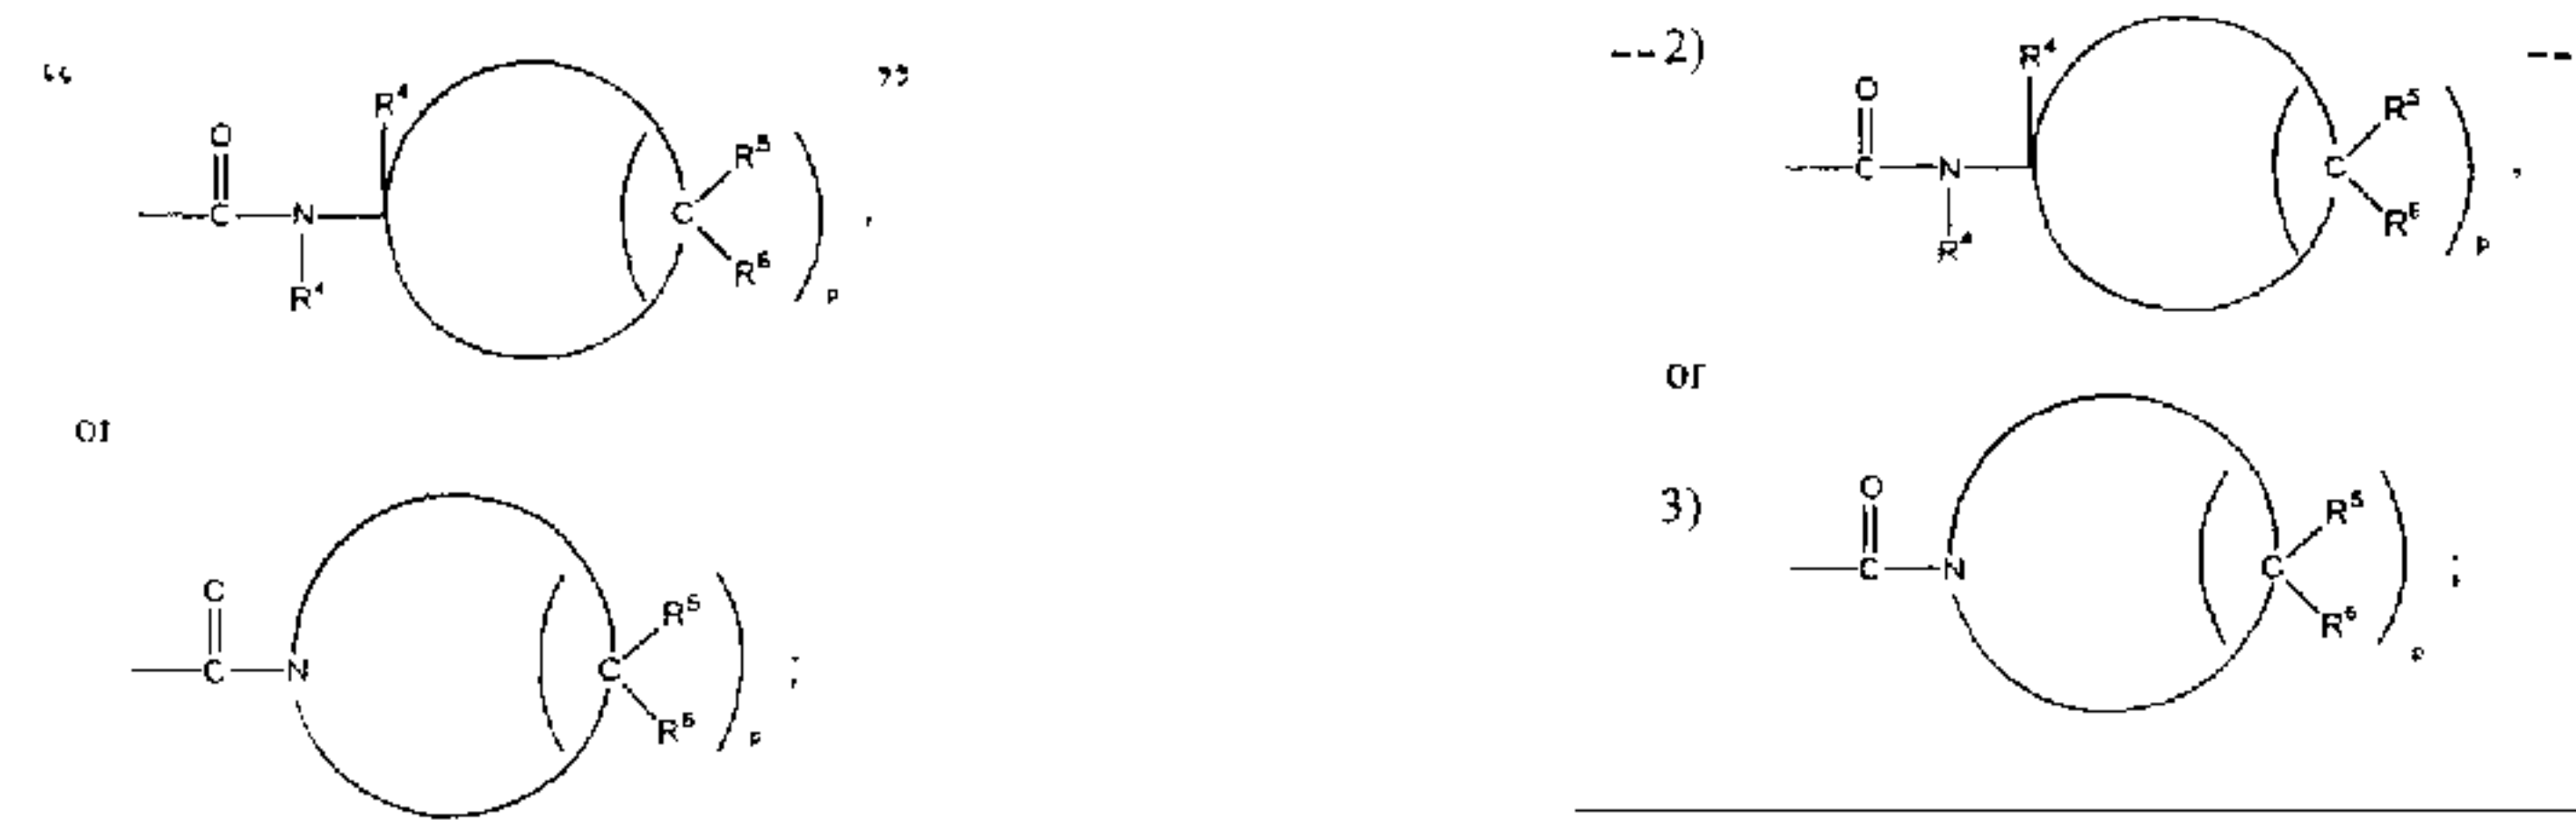 “ ”
R⁴
O
R⁵
C N C
R⁶
R⁴ p ,
or
C
R⁵
C N C ;
R⁶ p
--2) --
R⁴
O
R⁵
C N C ,
R⁶
R⁴ p
or
3)
O
R⁵
C N C ;
R⁶ p